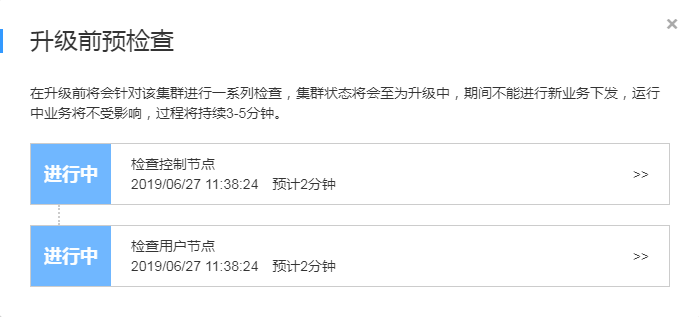 升级前预检查
在升级前将会针对该集群进行一系列检查，集群状态将会至为升级中，期间不能进行新业务下发，运行
中业务将不受影响，过程将持续3-5分钟。
进行中
检查控制节点
2019/06/27 11:38:24 预计2分钟
>>
进行中
检查用户节点
2019/06/27 11:38:24 预计2分钟
>>